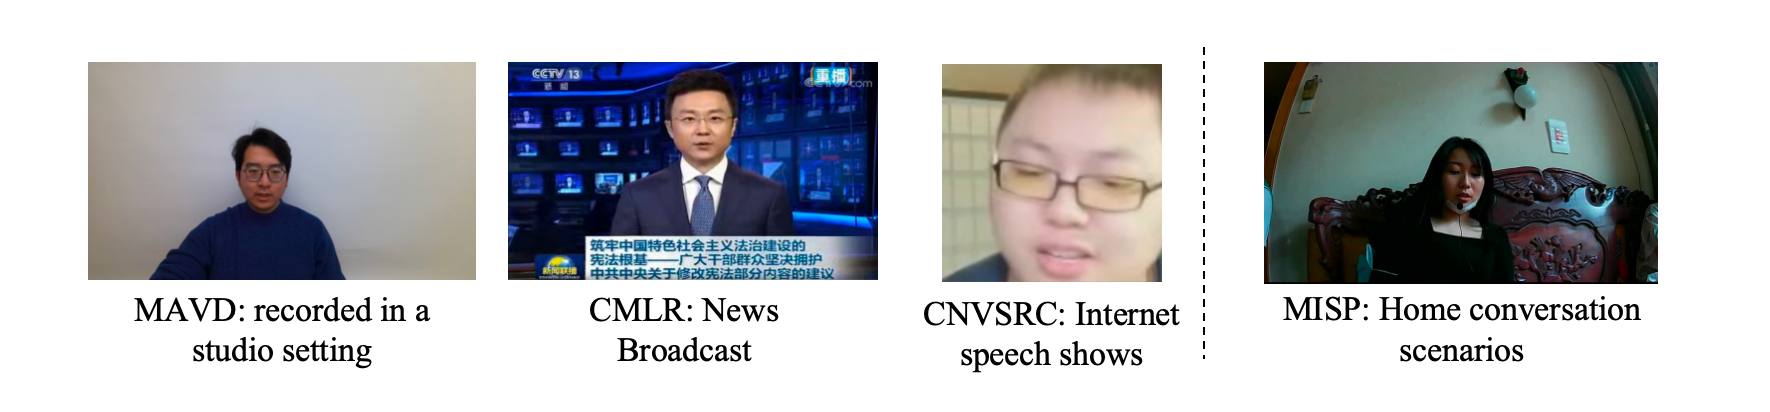 CCTV 13
新闻
重播
com
筑牢中国特色社会主义法治建设的
宪法根基——广大干部群众坚决拥护
中共中央关于修改宪法部分内容的建议
新闻联播
MAVD: recorded in a
studio setting
CMLR: News
Broadcast
CNVSRC: Internet
speech shows
MISP: Home conversation
scenarios